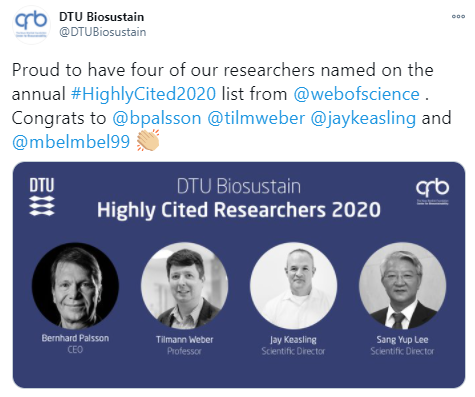 DTU Biosustain
@DTUBiosustain
Proud to have four of our researchers named on the
annual #HighlyCited2020 list from @webofscience .
Congrats to @bpalsson @tilmweber @jaykeasling and
@mbelmbel99 👏🏼
DTU
DTU Biosustain
Highly Cited Researchers 2020
Bernhard Palsson
CEO
Tilmann Weber
Professor
Jay Keasling
Scientific Director
Sang Yup Lee
Scientific Director